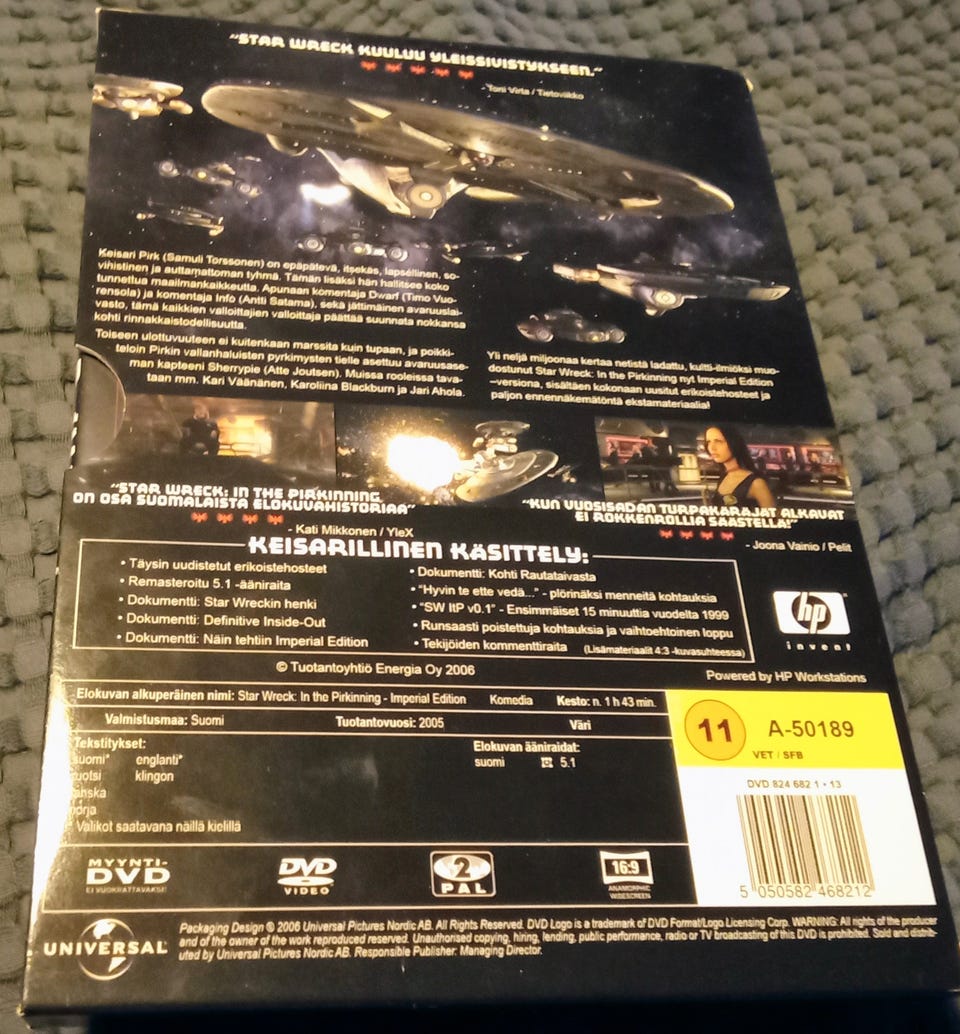 "STAR WRECK KUULUU YLEISSIVISTYKSEEN."
- Toni Virta / Tietoviikko
Keisari Pirk (Samuli Torssonen) on epäpätevä, itsekäs, lapsellinen, so-
vihistinen ja auttamattoman tyhmä. Tämän lisäksi hän hallitsee koko
tunnettua maailmankaikkeutta. Apunaan komentaja Dwarf (Timo Vuo-
rensola) ja komentaja Info (Antti Satama), sekä jättimäinen avaruuslai-
vasto, tämä kaikkien valloittajien valloittaja päättää suunnata nokkansa
kohti rinnakkaistodellisuutta.
Toiseen ulottuvuuteen ei kuitenkaan marssita kuin tupaan, ja poikki-
teloin Pirkin vallanhaluisten pyrkimysten tielle asettuu avaruusase-
man kapteeni Sherrypie (Atte Joutsen). Muissa rooleissa tava-
taan mm. Kari Väänänen, Karoliina Blackburn ja Jari Ahola.
Yli neljä miljoonaa kertaa netistä ladattu, kultti-ilmiöksi muo-
dostunut Star Wreck: In the Pirkinning nyt Imperial Edition
–versiona, sisältäen kokonaan uusitut erikoistehosteet ja
paljon ennennäkemätöntä ekstamateriaalia!
"STAR WRECK: IN THE PIRKINNING
ON OSA SUOMALAISTA ELOKUVAHISTORIAA"
- Kati Mikkonen / YleX
"KUN VUOSISADAN TURPAKÄRÄJÄT ALKAVAT
EI ROKKENROLLIA SÄÄSTELLÄ!"
- Joona Vainio / Pelit
KEISARILLINEN KÄSITTELY:
• Täysin uudistetut erikoistehosteet
• Remasteroitu 5.1 -ääniraita
• Dokumentti: Star Wreckin henki
• Dokumentti: Definitive Inside-Out
• Dokumentti: Näin tehtiin Imperial Edition
• Dokumentti: Kohti Rautataivasta
• "Hyvin te ette vedä..." - plörinäksi menneitä kohtauksia
• "SW ItP v0.1" - Ensimmäiset 15 minuuttia vuodelta 1999
• Runsaasti poistettuja kohtauksia ja vaihtoehtoinen loppu
• Tekijöiden kommenttiraita (Lisämateriaalit 4:3 -kuvasuhteessa)
hp
invent
© Tuotantoyhtiö Energia Oy 2006
Powered by HP Workstations
Elokuvan alkuperäinen nimi: Star Wreck: In the Pirkinning - Imperial Edition Komedia Kesto: n. 1 h 43 min.
Valmistusmaa: Suomi Tuotantovuosi: 2005 Väri
11 A-50189
VET / SFB
Tekstitykset:
suomi* englanti*
ruotsi klingon
anska
norja
* Valikot saatavana näillä kielillä
Elokuvan ääniraidat:
suomi 5.1
DVD 824 682 1 - 13
5 050582 468212
MYYNTI-
DVD
EI VUOKRATTAVAKSI!
DVD
VIDEO
2
PAL
16:9
ANAMORPHIC
WIDESCREEN
UNIVERSAL
Packaging Design © 2006 Universal Pictures Nordic AB. All Rights Reserved. DVD Logo is a trademark of DVD Format/Logo Licensing Corp. WARNING: All rights of the producer
and of the owner of the work reproduced reserved. Unauthorised copying, hiring, lending, public performance, radio or TV broadcasting of this DVD is prohibited. Sold and distrib-
uted by Universal Pictures Nordic AB. Responsible Publisher: Managing Director.